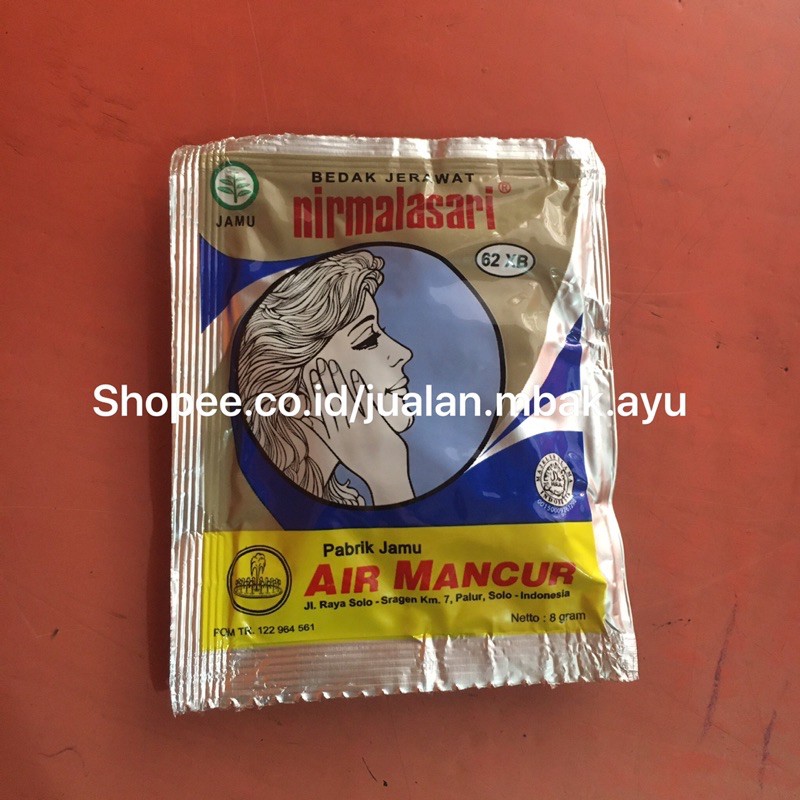 BEDAK JERAWAT
nirmalasari®
JAMU
62 XB
Shopee.co.id/jualan.mbak.ayu
Pabrik Jamu
AIR MANCUR
Jl. Raya Solo - Sragen Km. 7, Palur, Solo - Indonesia
POM TR. 122 964 561
Netto : 8 gram